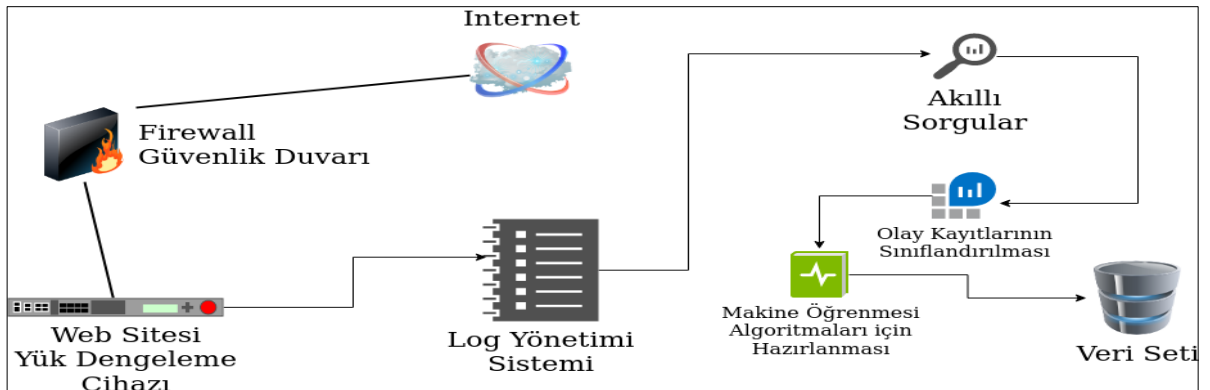 Internet
Firewall
Güvenlik Duvarı
Web Sitesi
Yük Dengeleme
Cihazı
Log Yönetimi
Sistemi
Akıllı
Sorgular
Olay Kayıtlarının
Sınıflandırılması
Makine Öğrenmesi
Algoritmaları için
Hazırlanması
Veri Seti